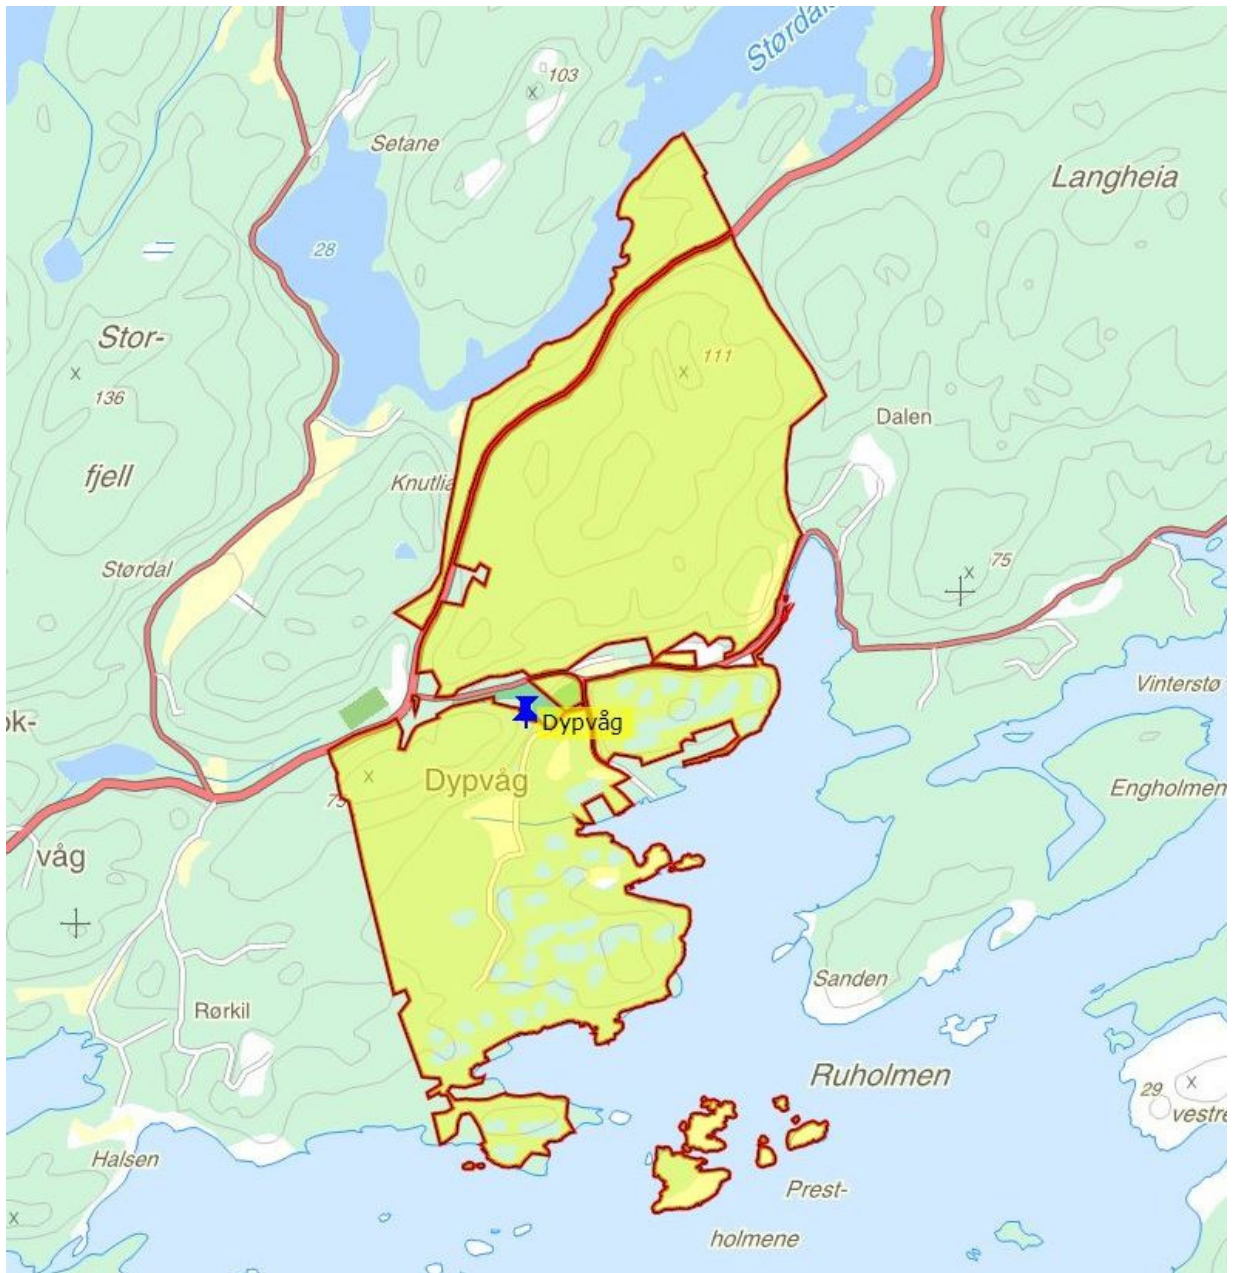 Størdal
103
Setane
Langheia
28
Stor-
111
136
Dalen
fjell
Knutlia
75
Størdal
Vinterstø
ok-
Dypvåg
Dypvåg
75
Engholmen
våg
Sanden
Rørkil
Ruholmen
29
vestre
Halsen
Prest-
holmene